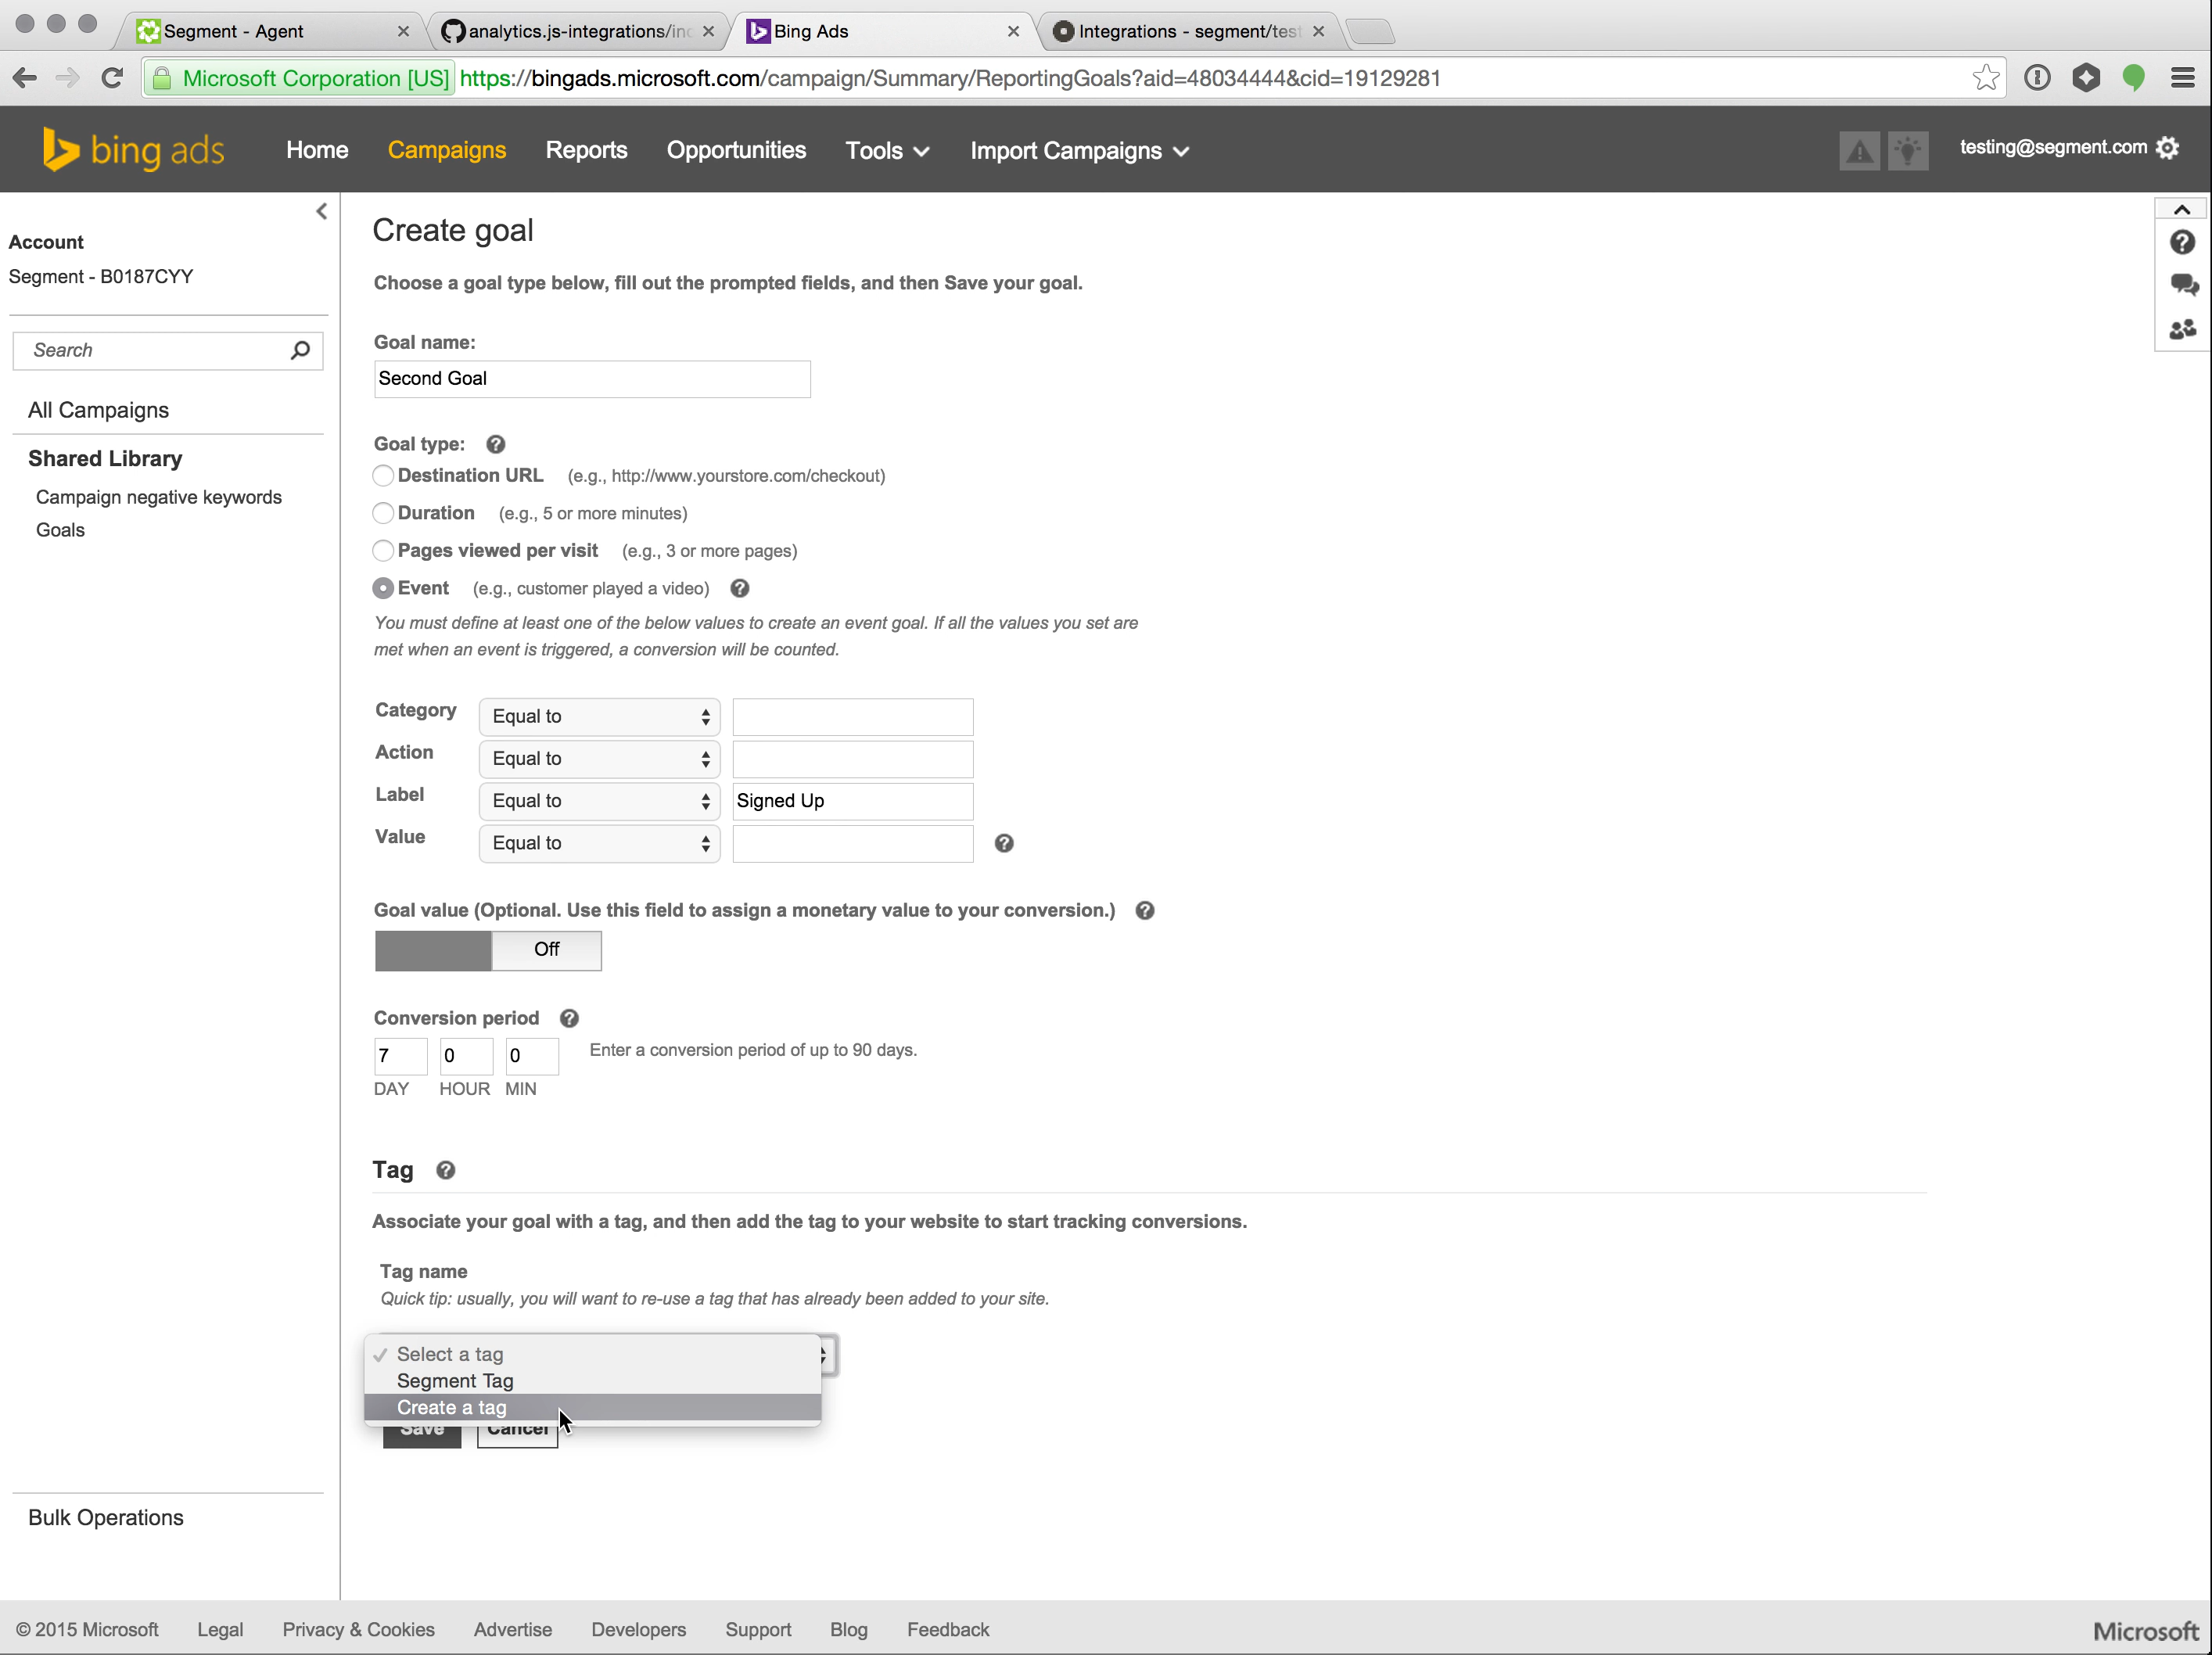 Segment - Agent
analytics.js-integrations/in
Bing Ads
Integrations - segment/test
Microsoft Corporation [US] https://bingads.microsoft.com/campaign/Summary/ReportingGoals?aid=48034444&cid=19129281
bing ads
Home
Campaigns
Reports
Opportunities
Tools
Import Campaigns
testing@segment.com
Account
Segment - B0187CYY
Search
All Campaigns
Shared Library
Campaign negative keywords
Goals
Bulk Operations
Create goal
Choose a goal type below, fill out the prompted fields, and then Save your goal.
Goal name:
Second Goal
Goal type:
Destination URL (e.g., http://www.yourstore.com/checkout)
Duration (e.g., 5 or more minutes)
Pages viewed per visit (e.g., 3 or more pages)
Event (e.g., customer played a video)
You must define at least one of the below values to create an event goal. If all the values you set are
met when an event is triggered, a conversion will be counted.
Category Equal to
Action Equal to
Label Equal to Signed Up
Value Equal to
Goal value (Optional. Use this field to assign a monetary value to your conversion.)
Off
Conversion period
7 0 0 Enter a conversion period of up to 90 days.
DAY HOUR MIN
Tag
Associate your goal with a tag, and then add the tag to your website to start tracking conversions.
Tag name
Quick tip: usually, you will want to re-use a tag that has already been added to your site.
Select a tag
Segment Tag
Create a tag
Save Cancel
© 2015 Microsoft Legal Privacy & Cookies Advertise Developers Support Blog Feedback Microsoft